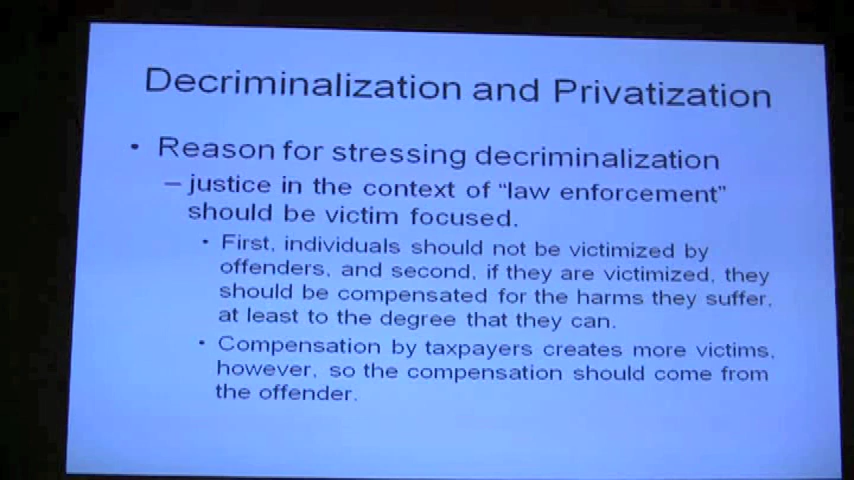 Decriminalization and Privatization
• Reason for stressing decriminalization
– justice in the context of "law enforcement"
should be victim focused.
• First, individuals should not be victimized by
offenders, and second, if they are victimized, they
should be compensated for the harms they suffer,
at least to the degree that they can.
• Compensation by taxpayers creates more victims,
however, so the compensation should come from
the offender.